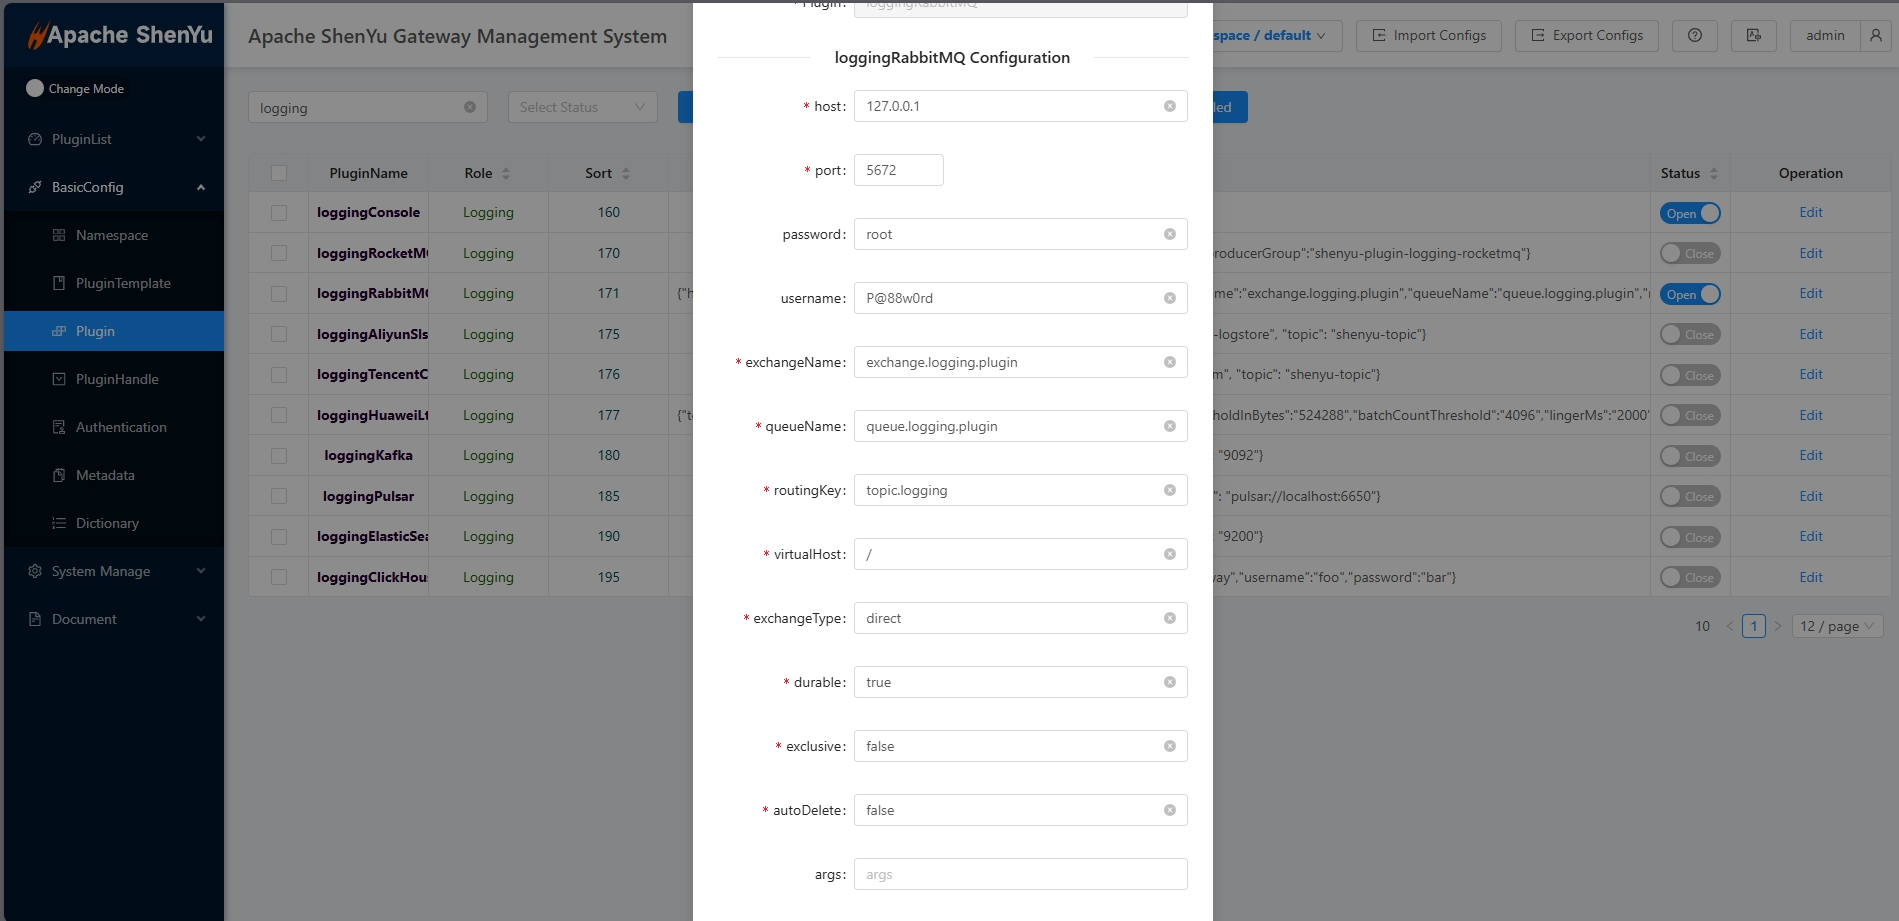 Apache ShenYu
Change Mode
PluginList
BasicConfig
Namespace
PluginTemplate
Plugin
PluginHandle
Authentication
Metadata
Dictionary
System Manage
Document
Apache ShenYu Gateway Management System
space / default
Import Configs
Export Configs
admin
logging
Select Status
led
PluginName Role Sort Status Operation
loggingConsole Logging 160 Open Edit
loggingRocketM Logging 170 roducerGroup":"shenyu-plugin-logging-rocketmq"} Close Edit
loggingRabbitM Logging 171 {"h me":"exchange.logging.plugin","queueName":"queue.logging.plugin", Open Edit
loggingAliyunSls Logging 175 -logstore", "topic": "shenyu-topic"} Close Edit
loggingTencentC Logging 176 m", "topic": "shenyu-topic"} Close Edit
loggingHuaweiLt Logging 177 {"t holdInBytes":"524288","batchCountThreshold":"4096","lingerMs":"2000" Close Edit
loggingKafka Logging 180 : "9092"} Close Edit
loggingPulsar Logging 185 ": "pulsar://localhost:6650"} Close Edit
loggingElasticSea Logging 190 : "9200"} Close Edit
loggingClickHou Logging 195 way","username":"foo","password":"bar"} Close Edit
10 < 1 > 12 / page
* Plugin: loggingRabbitMQ
loggingRabbitMQ Configuration
* host: 127.0.0.1
* port: 5672
password: root
username: P@88w0rd
* exchangeName: exchange.logging.plugin
* queueName: queue.logging.plugin
* routingKey: topic.logging
* virtualHost: /
* exchangeType: direct
* durable: true
* exclusive: false
* autoDelete: false
args: args